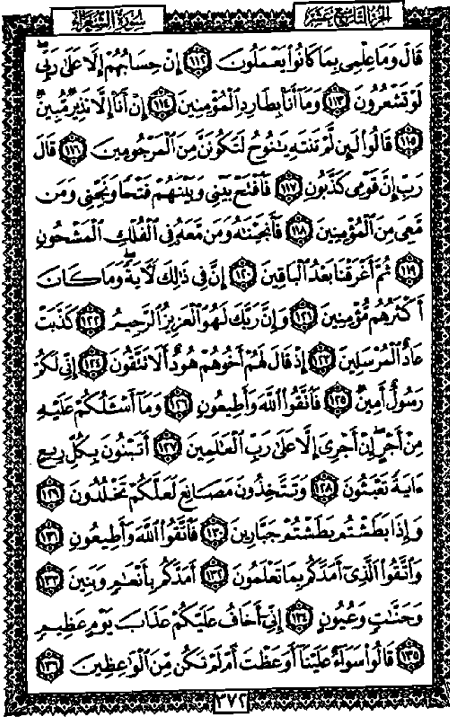 الجزء التاسع عشر
سورة الشعراء
قَالَ وَمَا عِلْمِى بِمَا كَانُوا۟ يَعْمَلُونَ ١١٢ إِنْ حِسَابُهُمْ إِلَّا عَلَىٰ رَبِّى ۖ
لَوْ تَشْعُرُونَ ١١٣ وَمَآ أَنَا۠ بِطَارِدِ ٱلْمُؤْمِنِينَ ١١٤ إِنْ أَنَا۠ إِلَّا نَذِيرٌ مُّبِينٌ
١١٥ قَالُوا۟ لَئِن لَّمْ تَنتَهِ يَـٰنُوحُ لَتَكُونَنَّ مِنَ ٱلْمَرْجُومِينَ ١١٦ قَالَ
رَبِّ إِنَّ قَوْمِى كَذَّبُونِ ١١٧ فَٱفْتَحْ بَيْنِى وَبَيْنَهُمْ فَتْحًا وَنَجِّنِى وَمَن
مَّعِىَ مِنَ ٱلْمُؤْمِنِينَ ١١٨ فَأَنجَيْنَـٰهُ وَمَن مَّعَهُۥ فِى ٱلْفُلْكِ ٱلْمَشْحُونِ
١١٩ ثُمَّ أَغْرَقْنَا بَعْدُ ٱلْبَاقِينَ ١٢٠ إِنَّ فِى ذَٰلِكَ لَـَٔايَةً ۖ وَمَا كَانَ
أَكْثَرُهُم مُّؤْمِنِينَ ١٢١ وَإِنَّ رَبَّكَ لَهُوَ ٱلْعَزِيزُ ٱلرَّحِيمُ ١٢٢ كَذَّبَتْ
عَادٌ ٱلْمُرْسَلِينَ ١٢٣ إِذْ قَالَ لَهُمْ أَخُوهُمْ هُودٌ أَلَا تَتَّقُونَ ١٢٤ إِنِّى لَكُمْ
رَسُولٌ أَمِينٌ ١٢٥ فَٱتَّقُوا۟ ٱللَّهَ وَأَطِيعُونِ ١٢٦ وَمَآ أَسْـَٔلُكُمْ عَلَيْهِ
مِنْ أَجْرٍ ۖ إِنْ أَجْرِىَ إِلَّا عَلَىٰ رَبِّ ٱلْعَـٰلَمِينَ ١٢٧ أَتَبْنُونَ بِكُلِّ رِيعٍ
ءَايَةً تَعْبَثُونَ ١٢٨ وَتَتَّخِذُونَ مَصَانِعَ لَعَلَّكُمْ تَخْلُدُونَ ١٢٩
وَإِذَا بَطَشْتُم بَطَشْتُمْ جَبَّارِينَ ١٣٠ فَٱتَّقُوا۟ ٱللَّهَ وَأَطِيعُونِ ١٣١
وَٱتَّقُوا۟ ٱلَّذِىٓ أَمَدَّكُم بِمَا تَعْلَمُونَ ١٣٢ أَمَدَّكُم بِأَنْعَـٰمٍ وَبَنِينَ ١٣٣
وَجَنَّـٰتٍ وَعُيُونٍ ١٣٤ إِنِّىٓ أَخَافُ عَلَيْكُمْ عَذَابَ يَوْمٍ عَظِيمٍ
١٣٥ قَالُوا۟ سَوَآءٌ عَلَيْنَآ أَوَعَظْتَ أَمْ لَمْ تَكُن مِّنَ ٱلْوَٰعِظِينَ ١٣٦
٣٧٢